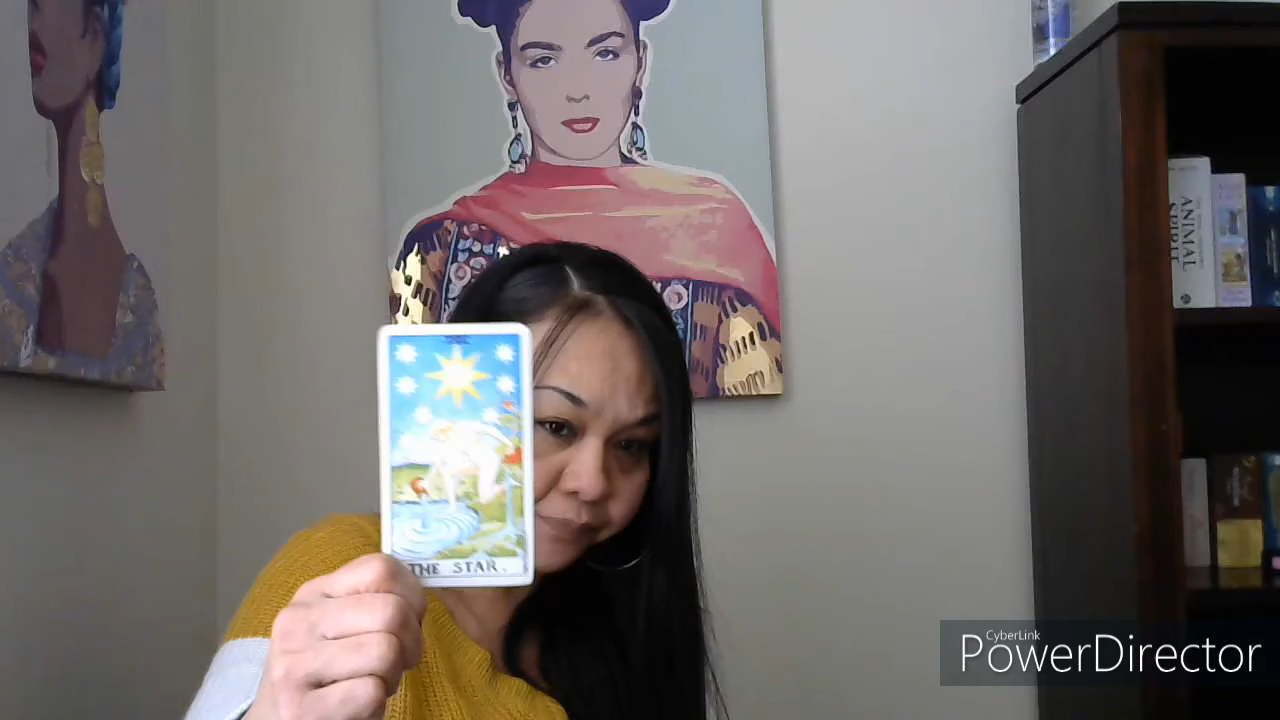 ANIMAL
SPIRIT
THE STAR.
CyberLink
PowerDirector